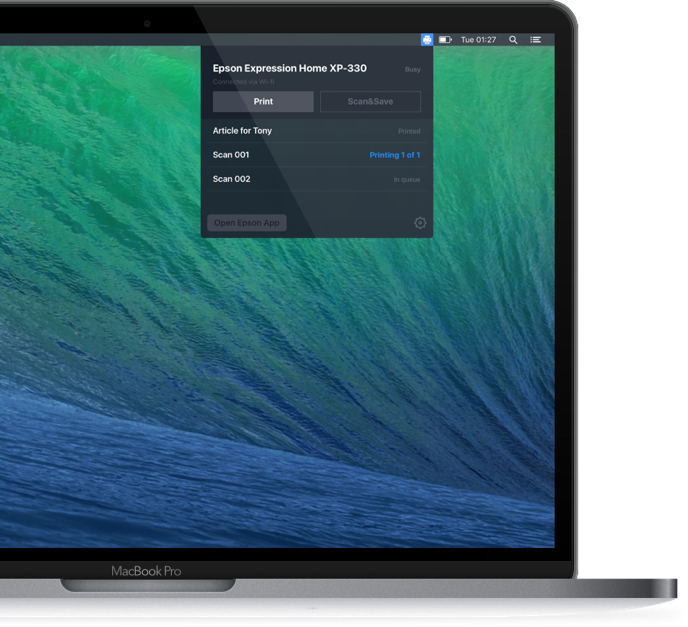 Tue 01:27
Epson Expression Home XP-330
Busy
Connected via Wi-Fi
Print
Scan&Save
Article for Tony
Printed
Scan 001
Printing 1 of 1
Scan 002
In queue
Open Epson App
MacBook Pro